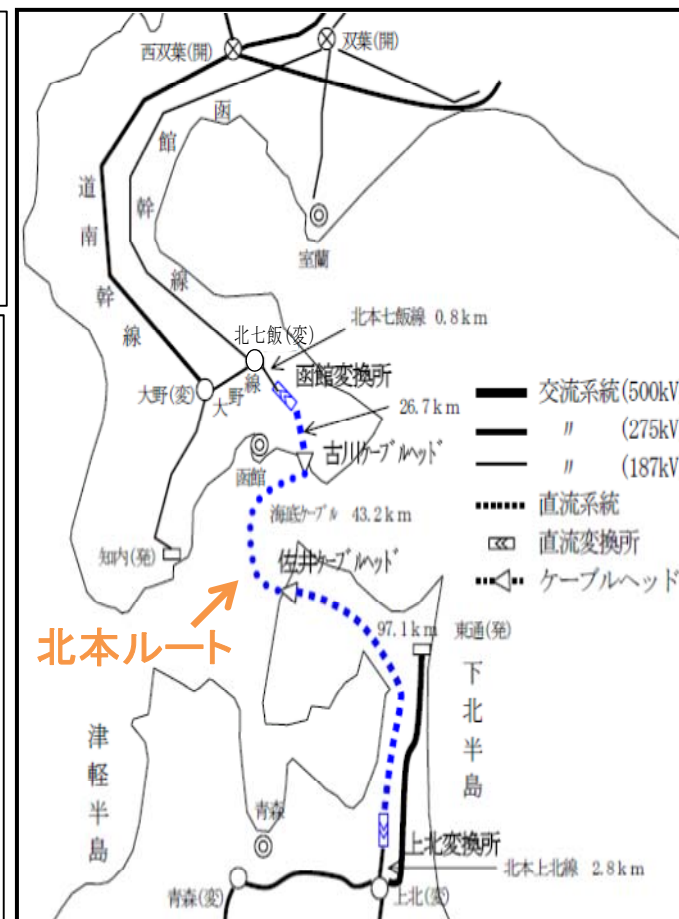 西双葉(開)
双葉(開)
函館幹線
道南幹線
室蘭
北本七飯線 0.8km
北七飯(変)
函館変換所
大野(変)
大野線
26.7km
函館
古川ケーブルヘッド
海底ケーブル 43.2km
知内(発)
佐井ケーブルヘッド
北本ルート
97.1km
東通(発)
下北半島
津軽半島
青森
上北変換所
北本上北線 2.8km
青森(変)
上北(変)
交流系統(500kV
〃 (275kV
〃 (187kV
直流系統
直流変換所
ケーブルヘッド